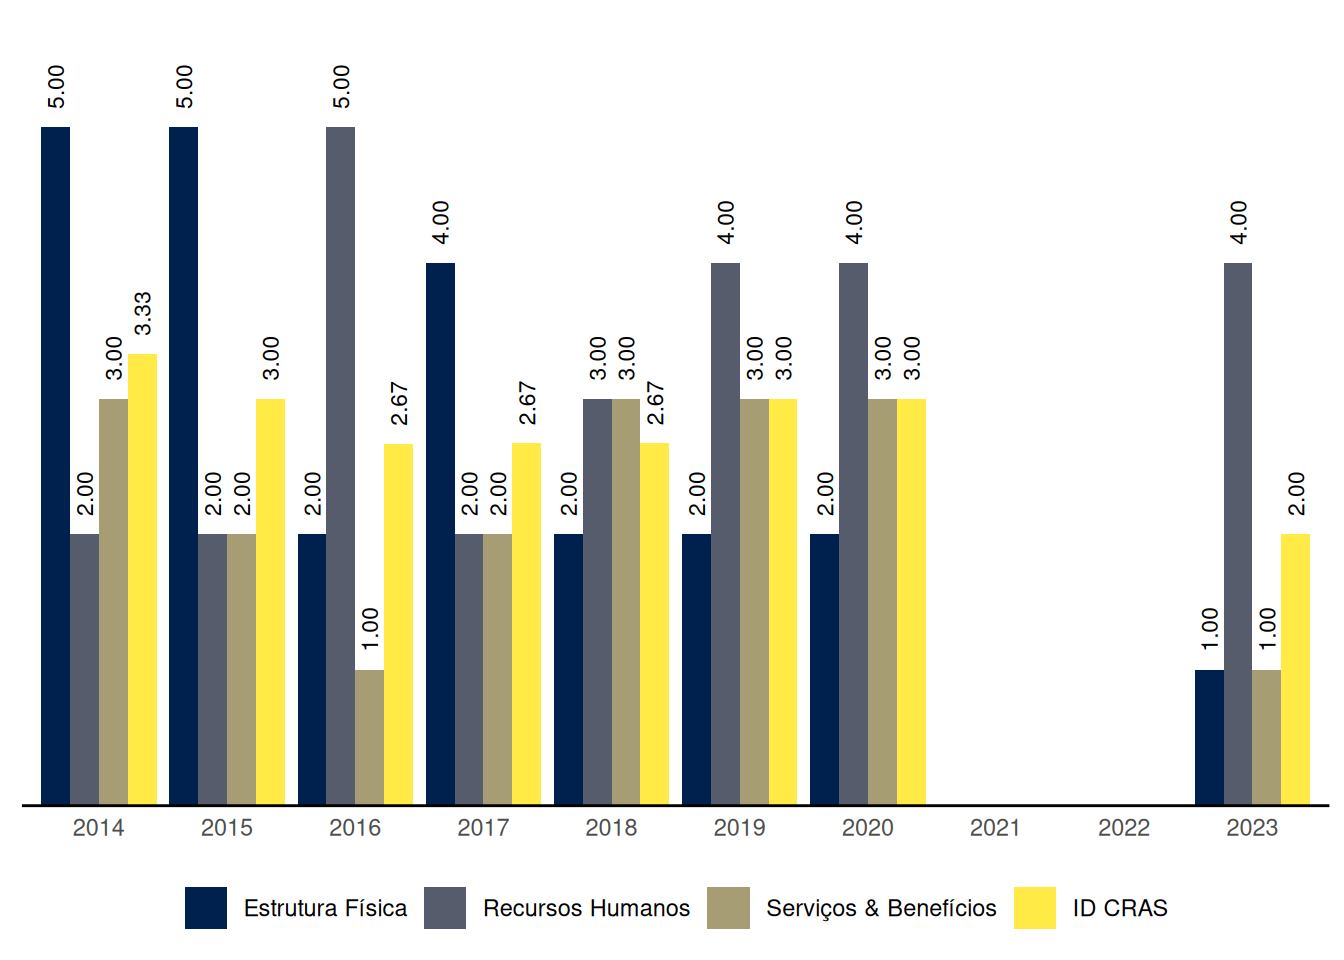 5.00 2.00 3.00 3.33 5.00 2.00 2.00 3.00 2.00 5.00 1.00 2.67 4.00 2.00 2.00 2.67 2.00 3.00 3.00 2.67 2.00 4.00 3.00 3.00 2.00 4.00 3.00 3.00 1.00 4.00 1.00 2.00
2014 2015 2016 2017 2018 2019 2020 2021 2022 2023
Estrutura Física Recursos Humanos Serviços & Benefícios ID CRAS